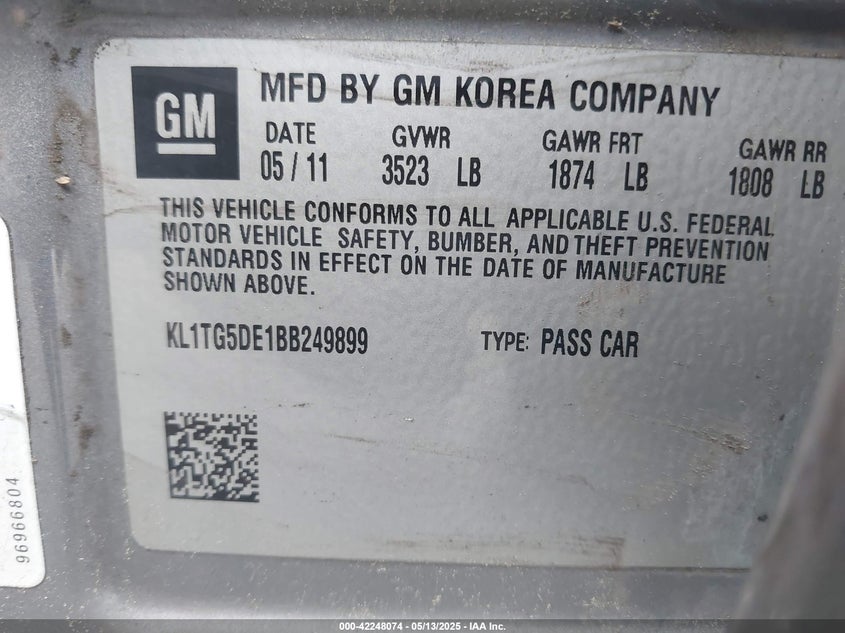 GM
MFD BY GM KOREA COMPANY
DATE GVWR GAWR FRT GAWR RR
05 / 11 3523 LB 1874 LB 1808 LB
THIS VEHICLE CONFORMS TO ALL APPLICABLE U.S. FEDERAL
MOTOR VEHICLE SAFETY, BUMBER, AND THEFT PREVENTION
STANDARDS IN EFFECT ON THE DATE OF MANUFACTURE
SHOWN ABOVE.
KL1TG5DE1BB249899 TYPE: PASS CAR
96966804
000-42248074 - 05/13/2025 - IAA Inc.